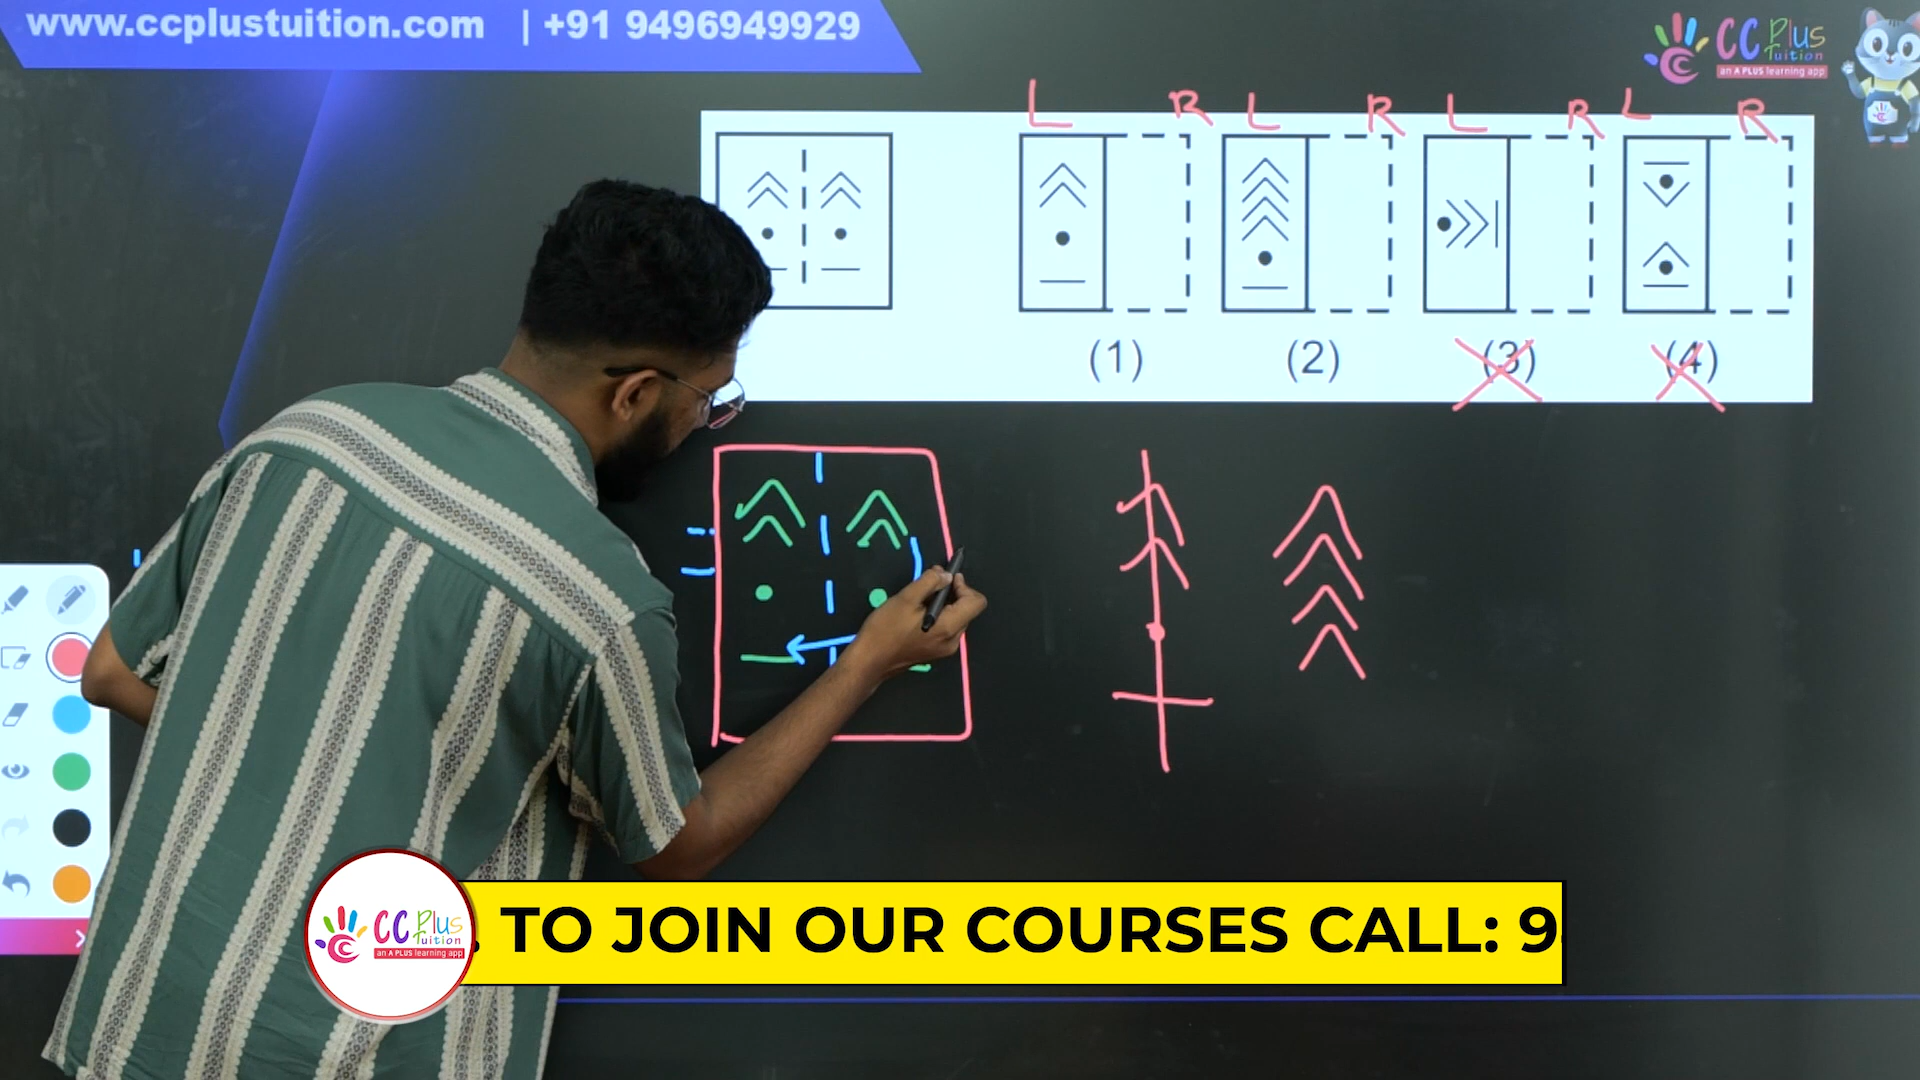 www.ccplustuition.com | +91 9496949929
CC Plus
Tuition
an A PLUS learning app
L R L R L R L R
(1) (2) (3) (4)
CC Plus
Tuition
an A PLUS learning app
. TO JOIN OUR COURSES CALL: 9